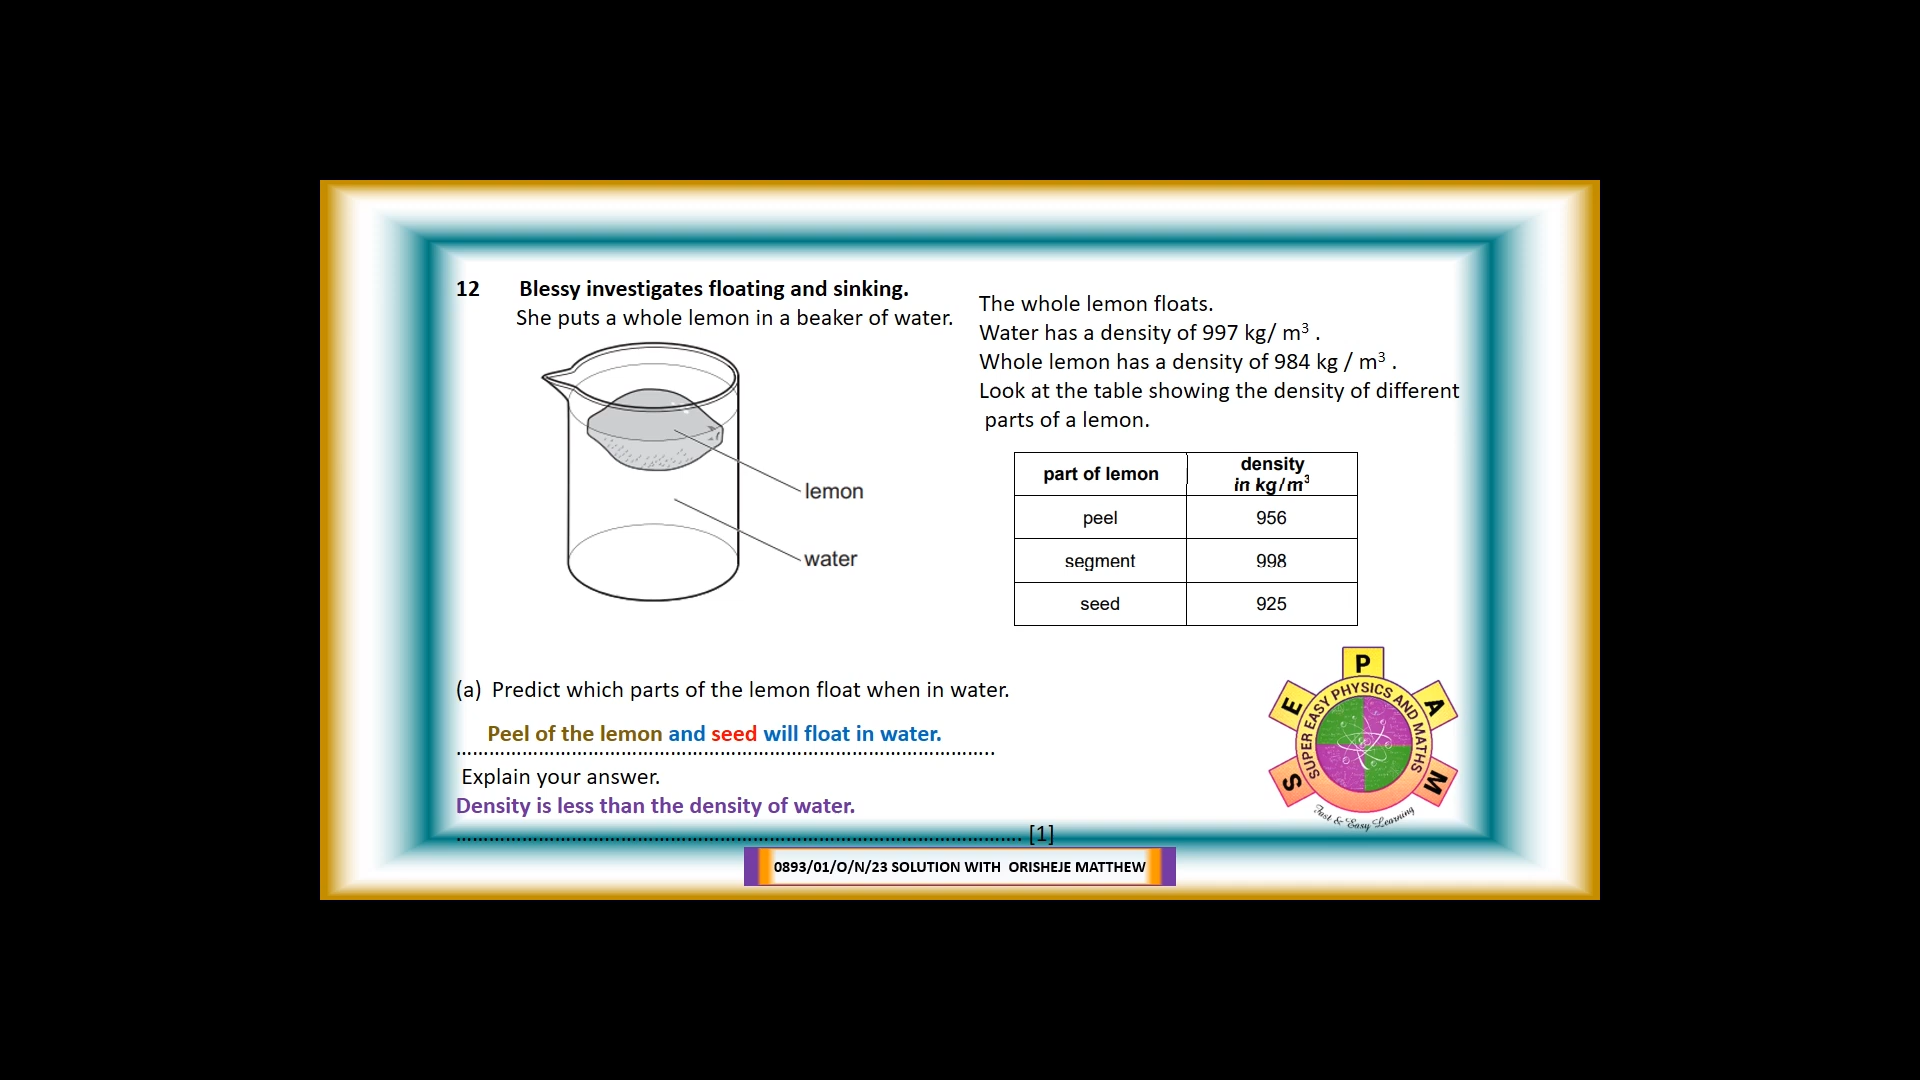 12 Blessy investigates floating and sinking.
She puts a whole lemon in a beaker of water.
lemon
water
The whole lemon floats.
Water has a density of 997 kg/ m³ .
Whole lemon has a density of 984 kg / m³ .
Look at the table showing the density of different
parts of a lemon.
part of lemon density in kg/m³
peel 956
segment 998
seed 925
(a) Predict which parts of the lemon float when in water.
Peel of the lemon and seed will float in water.
Explain your answer.
Density is less than the density of water.
[1]
S E P A M
SUPER EASY PHYSICS AND MATHS
Fast & Easy Learning
0893/01/O/N/23 SOLUTION WITH ORISHEJE MATTHEW